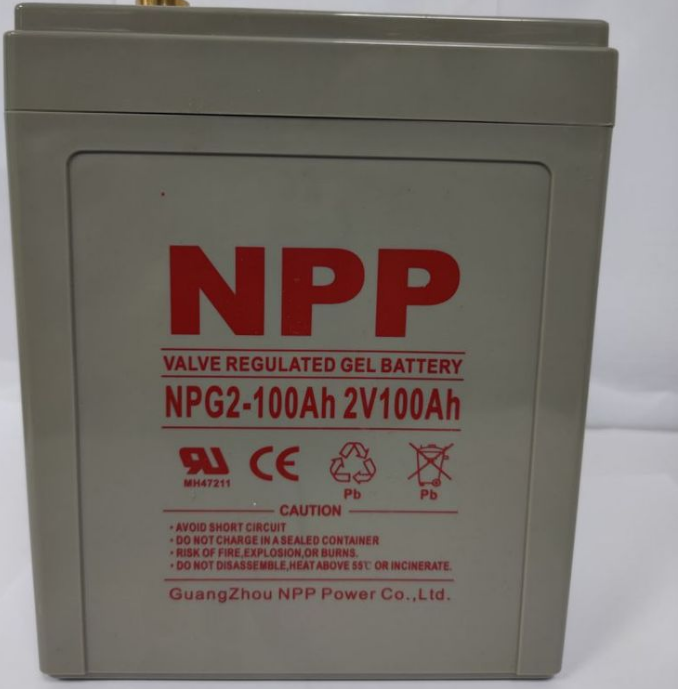 NPP
VALVE REGULATED GEL BATTERY
NPG2-100Ah 2V100Ah
MH47211
CE
Pb
Pb
CAUTION
• AVOID SHORT CIRCUIT
• DO NOT CHARGE IN A SEALED CONTAINER
• RISK OF FIRE,EXPLOSION,OR BURNS.
• DO NOT DISASSEMBLE,HEAT ABOVE 55℃ OR INCINERATE.
GuangZhou NPP Power Co.,Ltd.